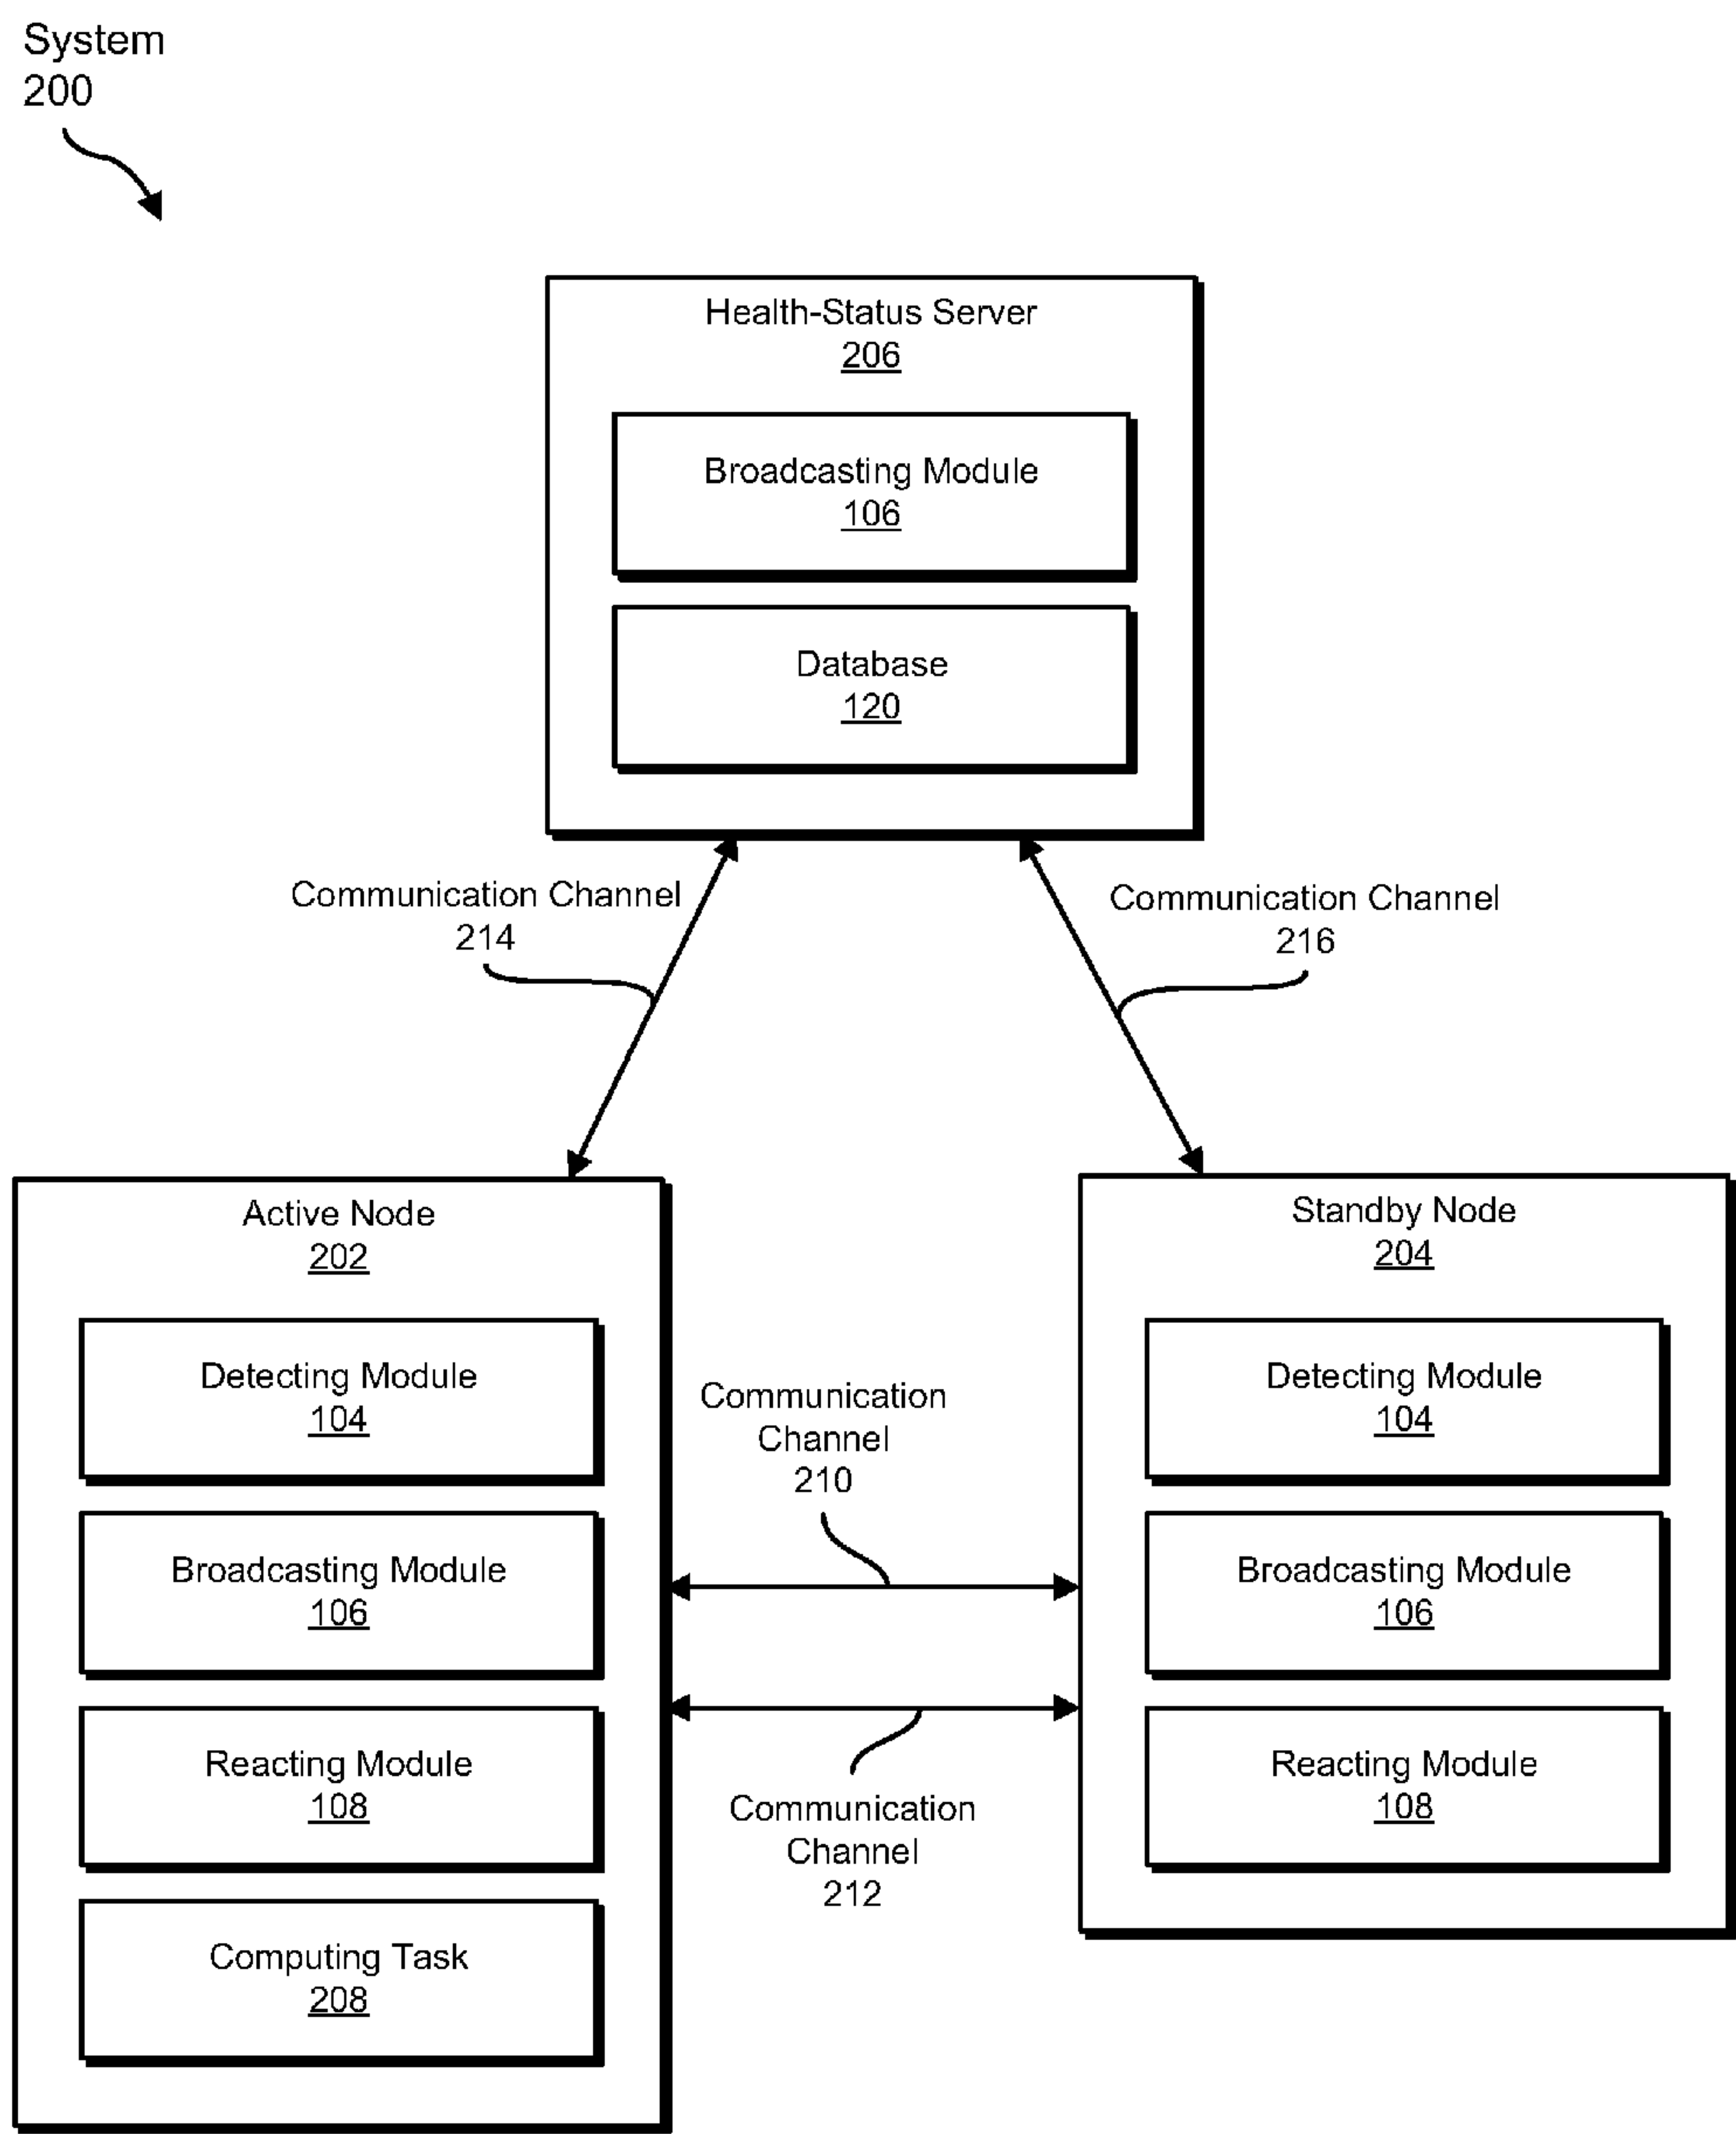 System
200
Health-Status Server
206
Broadcasting Module
106
Database
120
Communication Channel
214
Communication Channel
216
Active Node
202
Detecting Module
104
Broadcasting Module
106
Reacting Module
108
Computing Task
208
Communication
Channel
210
Communication
Channel
212
Standby Node
204
Detecting Module
104
Broadcasting Module
106
Reacting Module
108